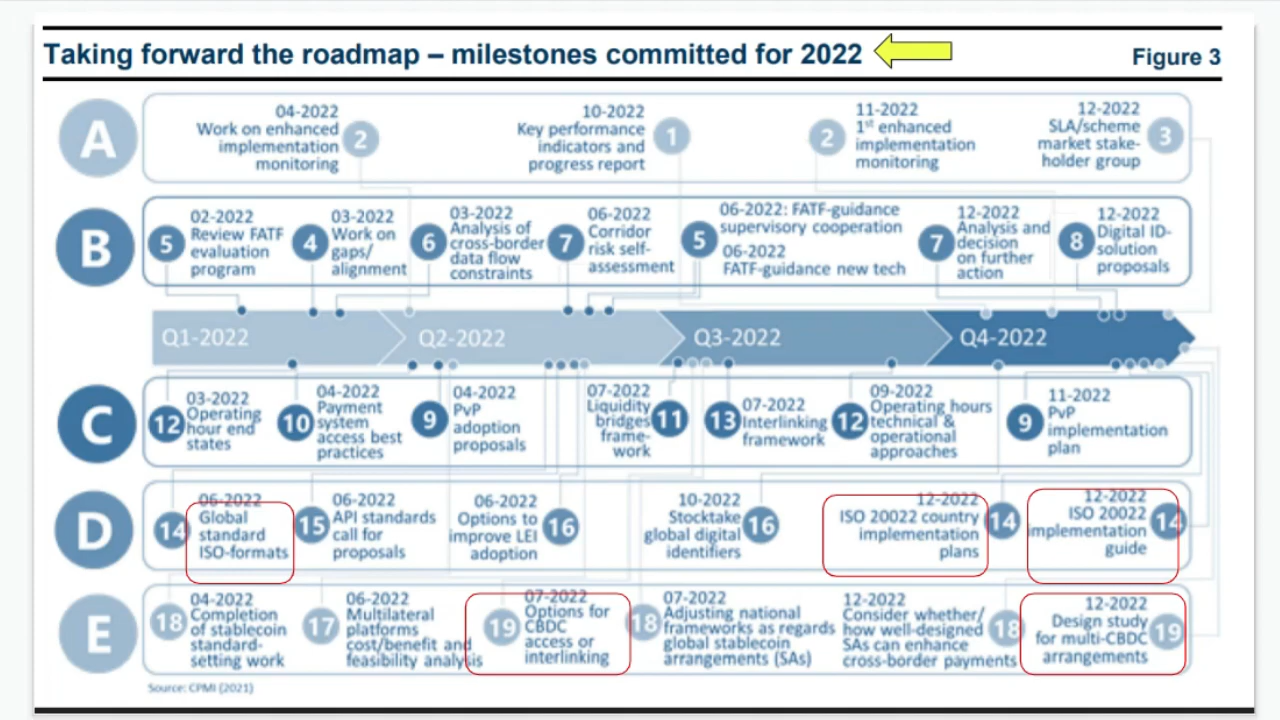 Taking forward the roadmap – milestones committed for 2022
Figure 3
A
04-2022
Work on enhanced
implementation
monitoring
2
10-2022
Key performance
indicators and
progress report
1
2
11-2022
1st enhanced
implementation
monitoring
12-2022
SLA/scheme
market stake-
holder group
3
B
5
02-2022
Review FATF
evaluation
program
4
03-2022
Work on
gaps/
alignment
6
03-2022
Analysis of
cross-border
data flow
constraints
7
06-2022
Corridor
risk self-
assessment
5
06-2022: FATF-guidance
supervisory cooperation
06-2022
FATF-guidance new tech
7
12-2022
Analysis and
decision
on further
action
8
12-2022
Digital ID-
solution
proposals
Q1-2022
Q2-2022
Q3-2022
Q4-2022
C
12
03-2022
Operating
hour end
states
10
04-2022
Payment
system
access best
practices
9
04-2022
PvP
adoption
proposals
07-2022
Liquidity
bridges
frame-
work
11
13
07-2022
Interlinking
framework
12
09-2022
Operating hours
technical &
operational
approaches
9
11-2022
PvP
implementation
plan
D
14
06-2022
Global
standard
ISO-formats
15
06-2022
API standards
call for
proposals
06-2022
Options to
improve LEI
adoption
16
10-2022
Stocktake
global digital
identifiers
16
12-2022
ISO 20022 country
implementation
plans
14
12-2022
ISO 20022
implementation
guide
14
E
18
04-2022
Completion
of stablecoin
standard-
setting work
17
06-2022
Multilateral
platforms
cost/benefit and
feasibility analysis
19
07-2022
Options for
CBDC
access or
interlinking
18
07-2022
Adjusting national
frameworks as regards
global stablecoin
arrangements (SAs)
12-2022
Consider whether/
how well-designed
SAs can enhance
cross-border payments
18
12-2022
Design study
for multi-CBDC
arrangements
19
Source: CPMI (2021)